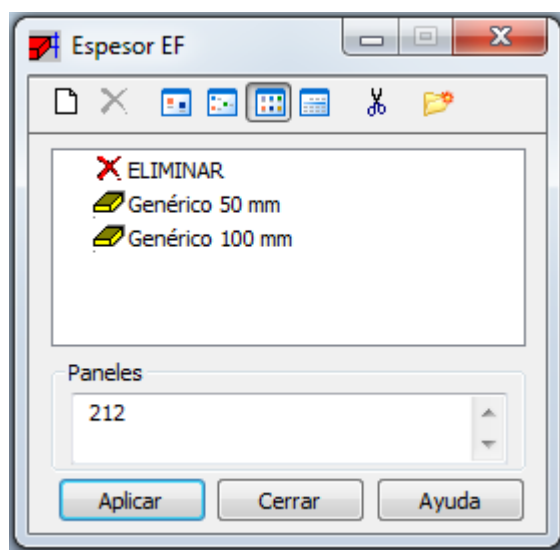 Espesor EF
ELIMINAR
Genérico 50 mm
Genérico 100 mm
Paneles
212
Aplicar
Cerrar
Ayuda